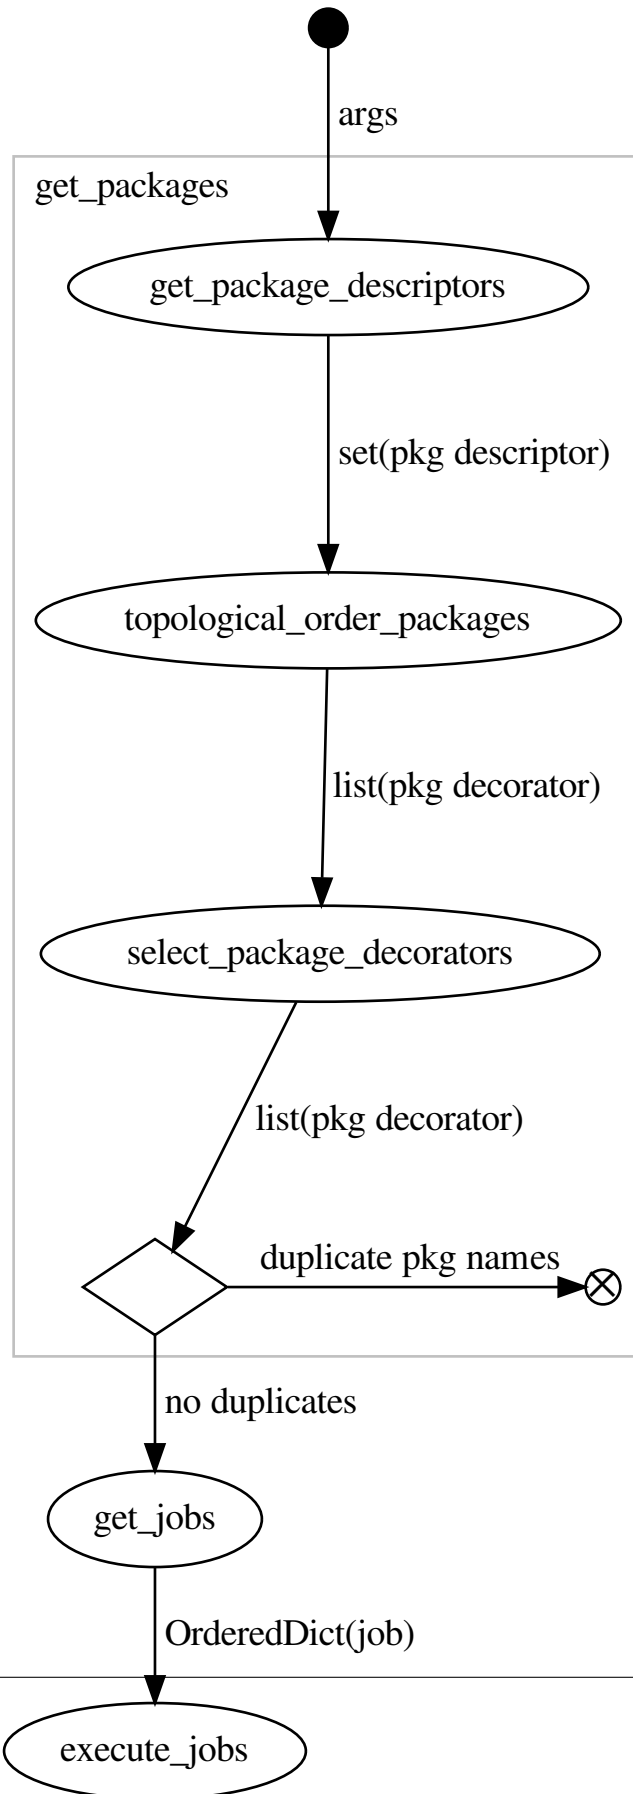 args
get_packages
get_package_descriptors
set(pkg descriptor)
topological_order_packages
list(pkg decorator)
select_package_decorators
list(pkg decorator)
duplicate pkg names
no duplicates
get_jobs
OrderedDict(job)
execute_jobs